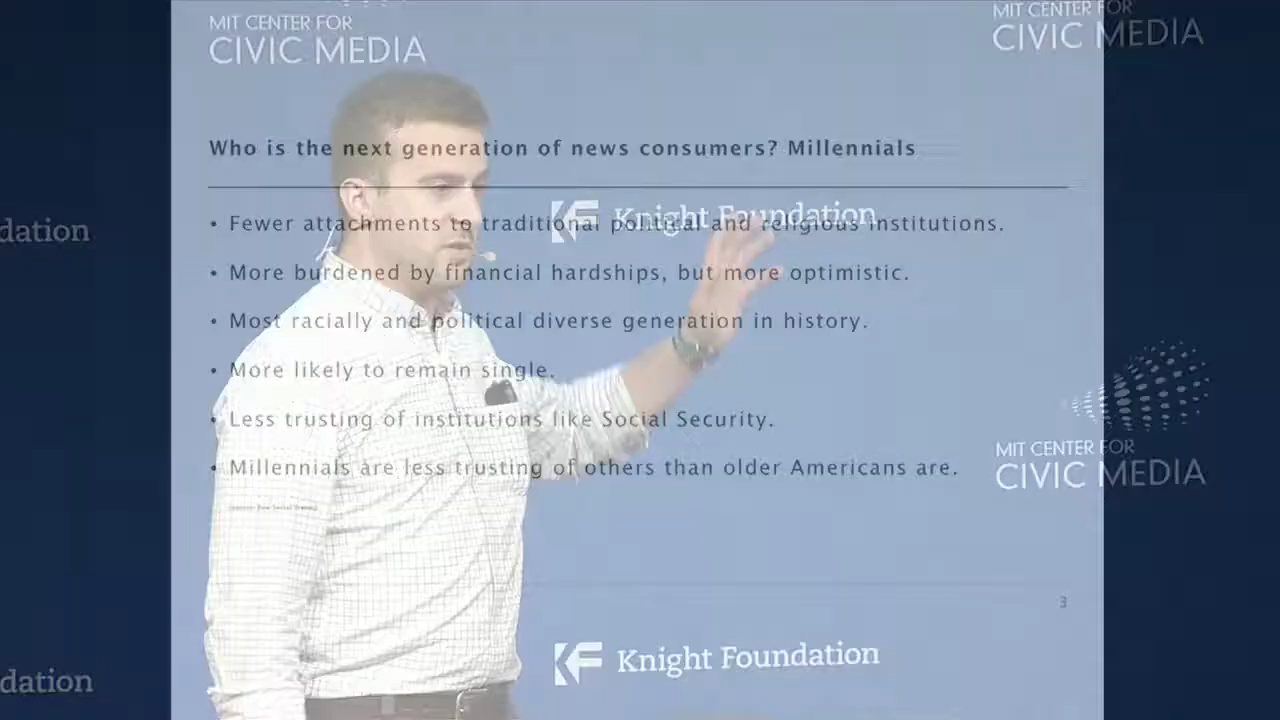 MIT CENTER FOR
CIVIC MEDIA
MIT CENTER FOR
CIVIC MEDIA
Who is the next generation of news consumers? Millennials
Knight Foundation
dation
• Fewer attachments to traditional political and religious institutions.
• More burdened by financial hardships, but more optimistic.
• Most racially and political diverse generation in history.
• More likely to remain single.
• Less trusting of institutions like Social Security.
MIT CENTER FOR
CIVIC MEDIA
• Millennials are less trusting of others than older Americans are.
3
Knight Foundation
dation